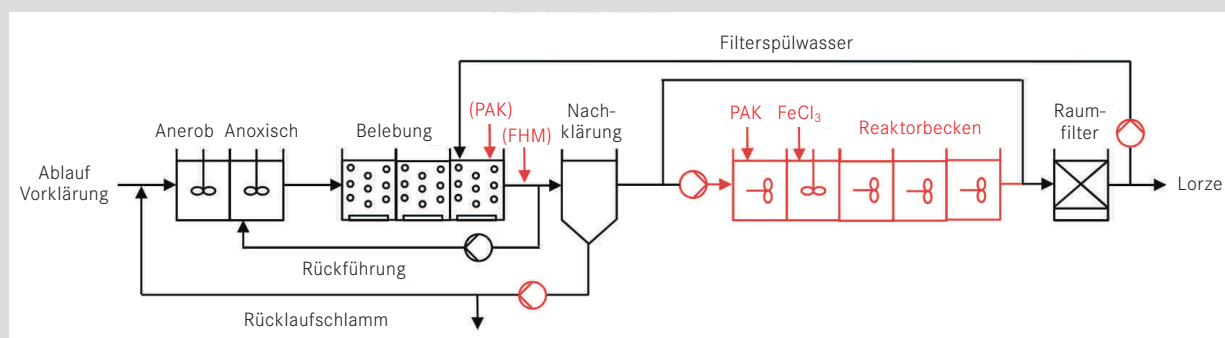 Filterspülwasser
(PAK)
(FHM)
Nach-
klärung
PAK
FeCl₃
Anerob
Anoxisch
Belebung
Reaktorbecken
Raum-
filter
Ablauf
Vorklärung
Lorze
Rückführung
Rücklaufschlamm